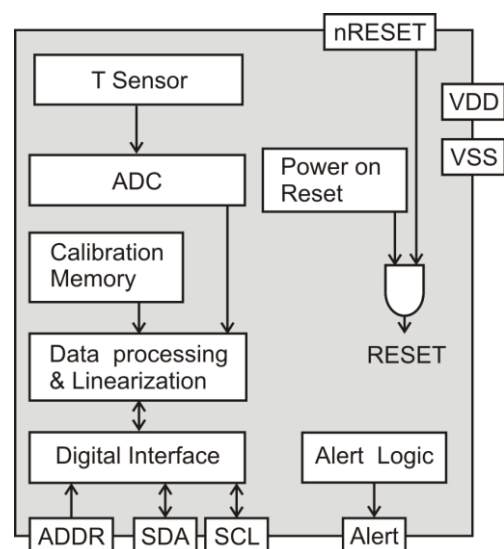 nRESET
T Sensor
VDD
VSS
ADC
Power on
Reset
Calibration
Memory
Data processing
& Linearization
RESET
Digital Interface
Alert Logic
ADDR
SDA
SCL
Alert